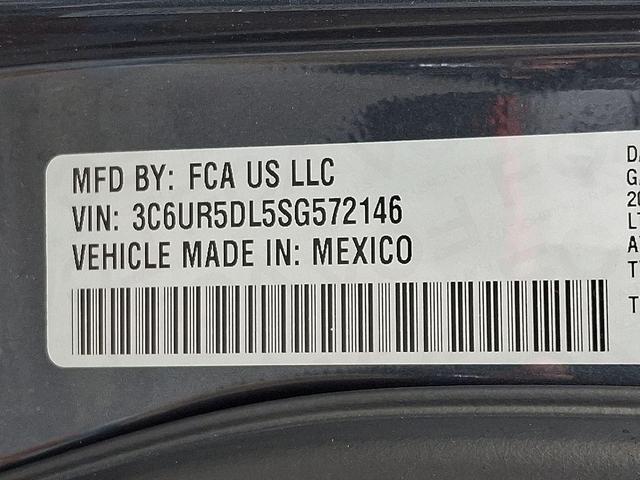 MFD BY: FCA US LLC
VIN: 3C6UR5DL5SG572146
VEHICLE MADE IN: MEXICO